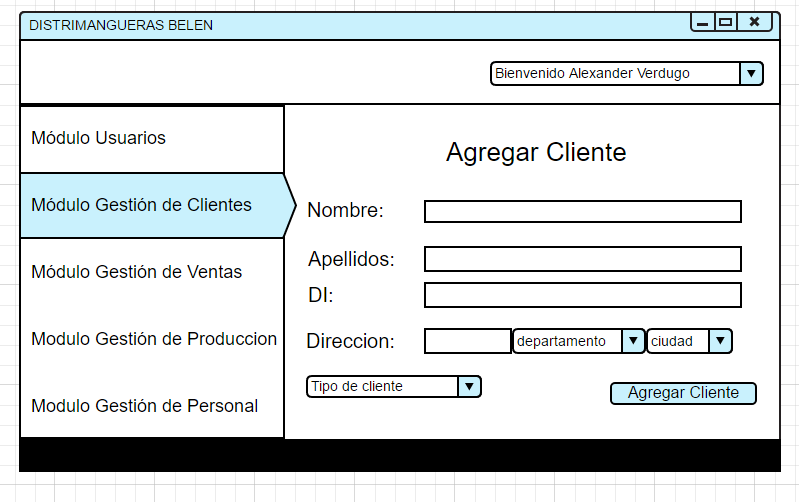 DISTRIMANGUERAS BELEN
Bienvenido Alexander Verdugo
Módulo Usuarios
Módulo Gestión de Clientes
Módulo Gestión de Ventas
Modulo Gestión de Produccion
Modulo Gestión de Personal
Agregar Cliente
Nombre:
Apellidos:
DI:
Direccion: departamento ciudad
Tipo de cliente
Agregar Cliente